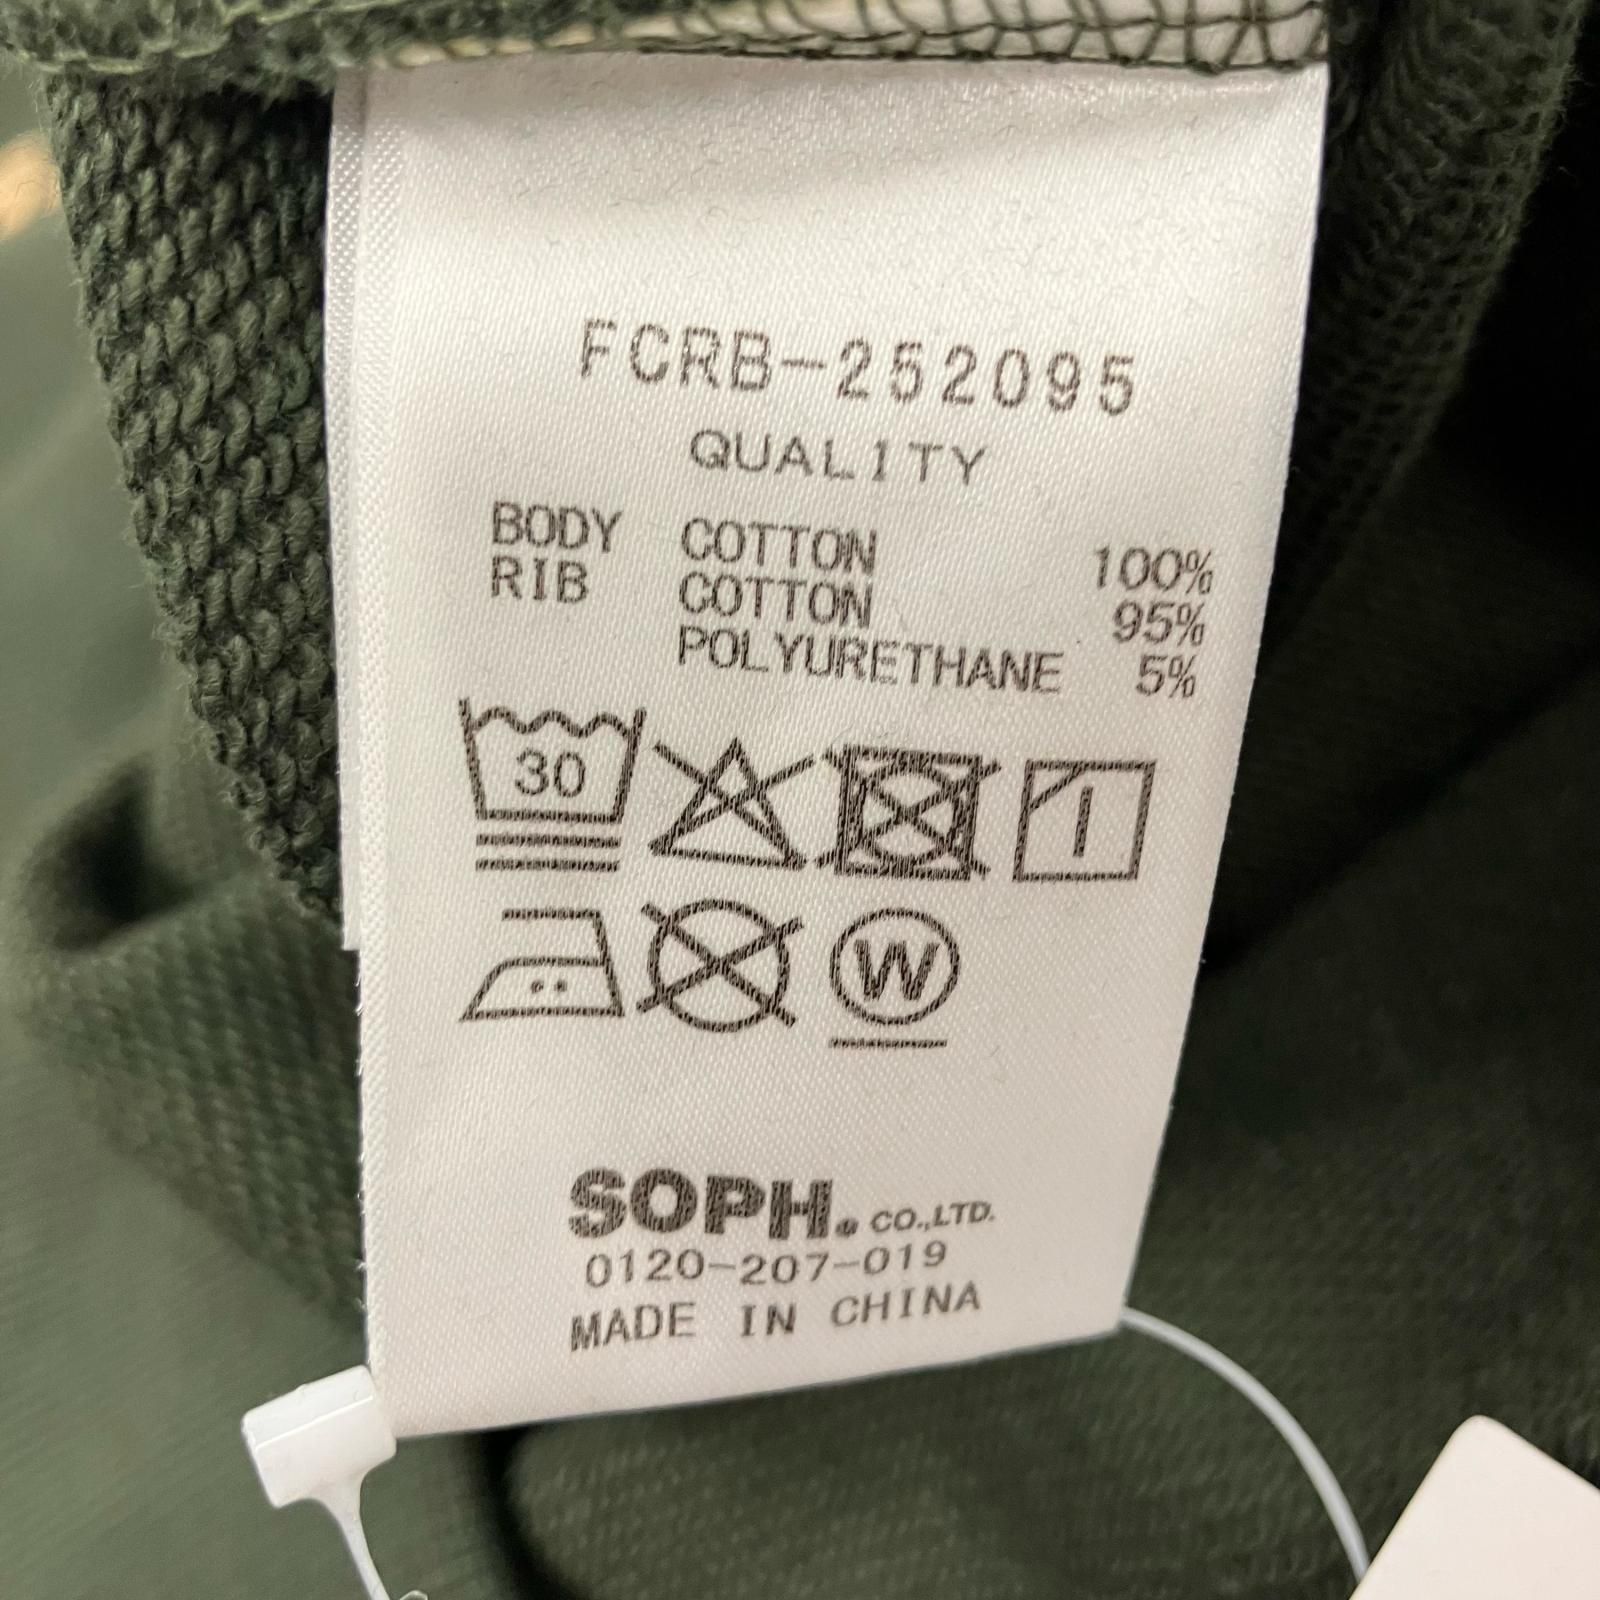 FCRB-252095
QUALITY
BODY COTTON 100%
RIB COTTON 95%
POLYURETHANE 5%
30
W
SOPH.® CO.,LTD.
0120-207-019
MADE IN CHINA